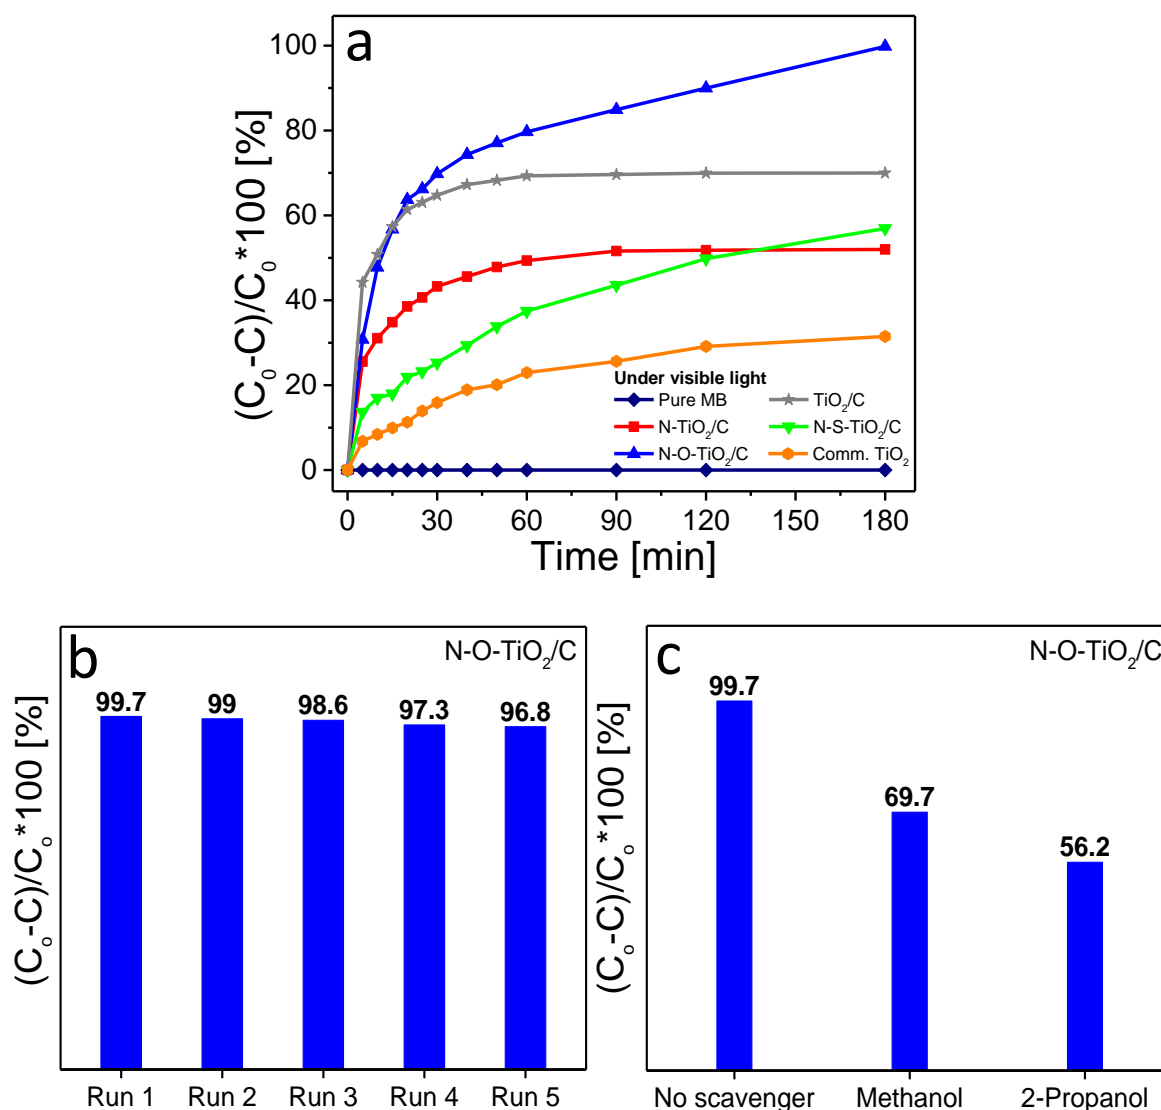 a
(C₀-C)/C₀ *100 [%]
100
80
60
40
20
0
Under visible light
Pure MB
TiO₂/C
N-TiO₂/C
N-S-TiO₂/C
N-O-TiO₂/C
Comm. TiO₂
0 30 60 90 120 150 180
Time [min]
b
N-O-TiO₂/C
(Cₒ-C)/Cₒ *100 [%]
99.7 99 98.6 97.3 96.8
Run 1 Run 2 Run 3 Run 4 Run 5
c
N-O-TiO₂/C
(Cₒ-C)/Cₒ *100 [%]
99.7
69.7
56.2
No scavenger Methanol 2-Propanol